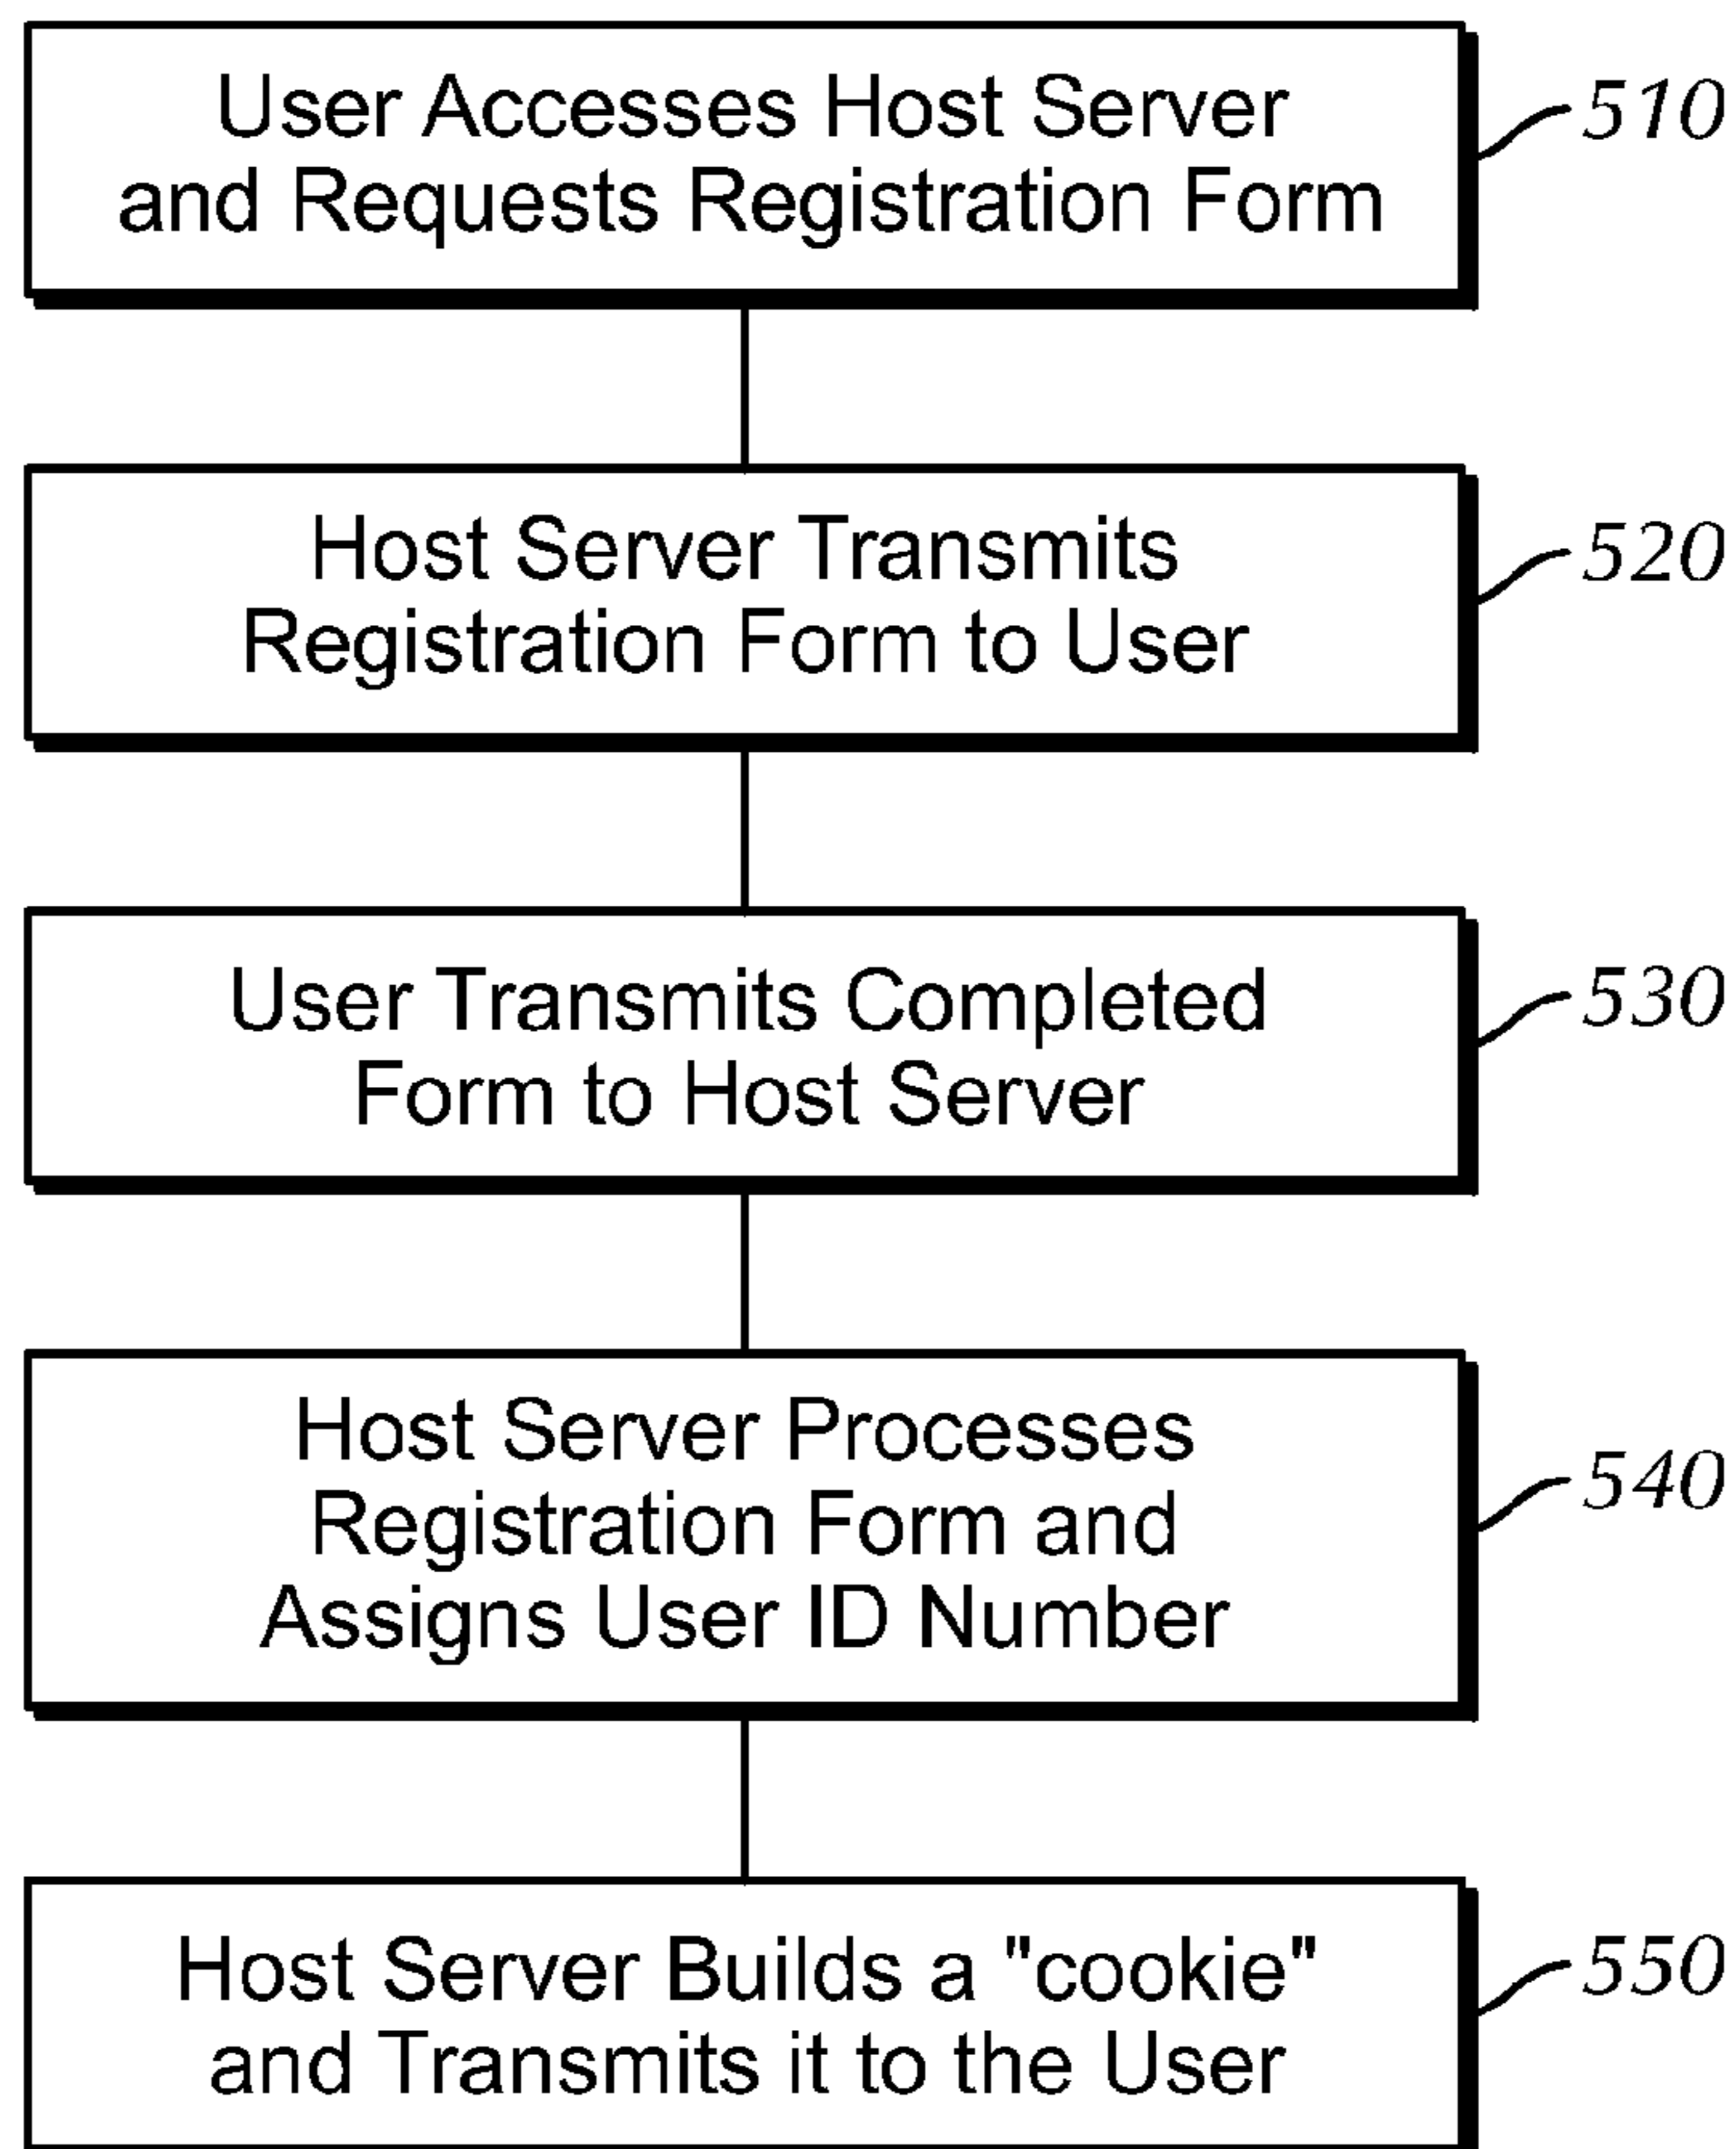 User Accesses Host Server
and Requests Registration Form
510
Host Server Transmits
Registration Form to User
520
User Transmits Completed
Form to Host Server
530
Host Server Processes
Registration Form and
Assigns User ID Number
540
Host Server Builds a "cookie"
and Transmits it to the User
550